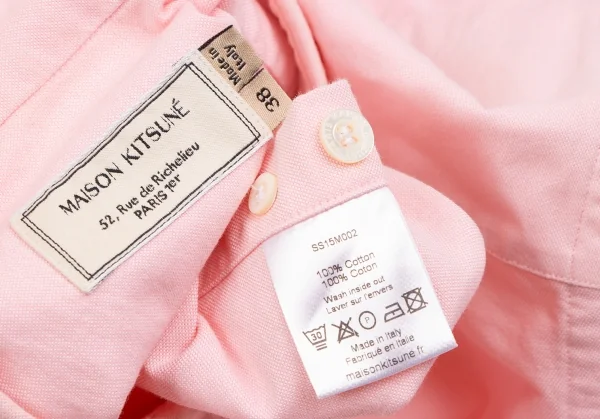 MAISON KITSUNÉ
52, Rue de Richelieu
PARIS 1er
Made in
Italy
38
SS15M002
100% Cotton
100% Coton
Wash inside out
Laver sur l'envers
30
P
Made in Italy
Fabriqué en Italie
maisonkitsune.fr